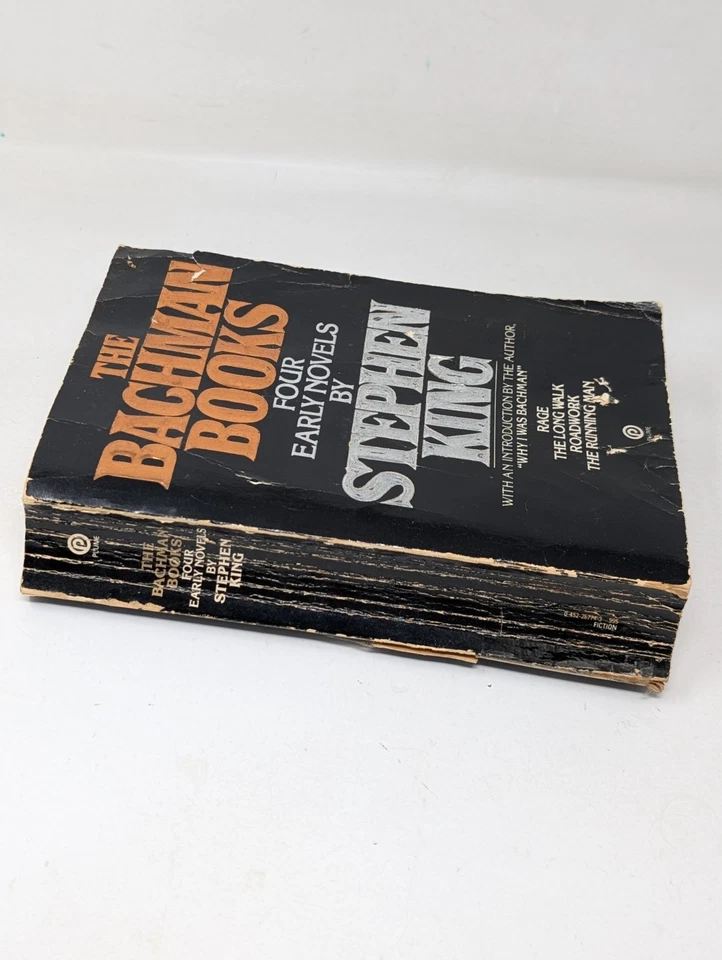 THE
BACHMAN
BOOKS
FOUR
EARLY NOVELS
BY
STEPHEN
KING
WITH AN INTRODUCTION BY THE AUTHOR,
"WHY I WAS BACHMAN"
RAGE
THE LONG WALK
ROADWORK
THE RUNNING MAN
PLUME
PLUME
THE
BACHMAN
BOOKS
FOUR
EARLY NOVELS
BY
STEPHEN
KING
FICTION